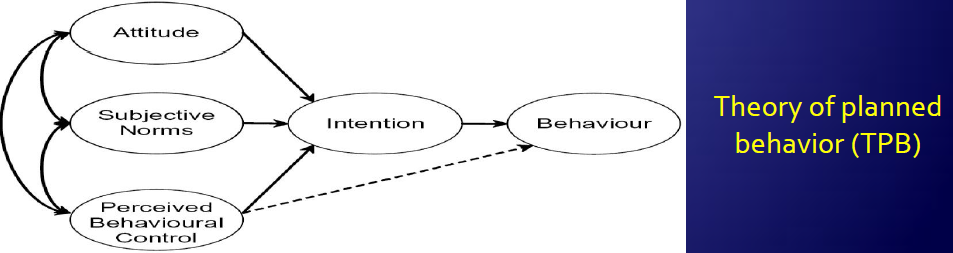 Attitude
Subjective
Norms
Perceived
Behavioural
Control
Intention
Behaviour
Theory of planned
behavior (TPB)